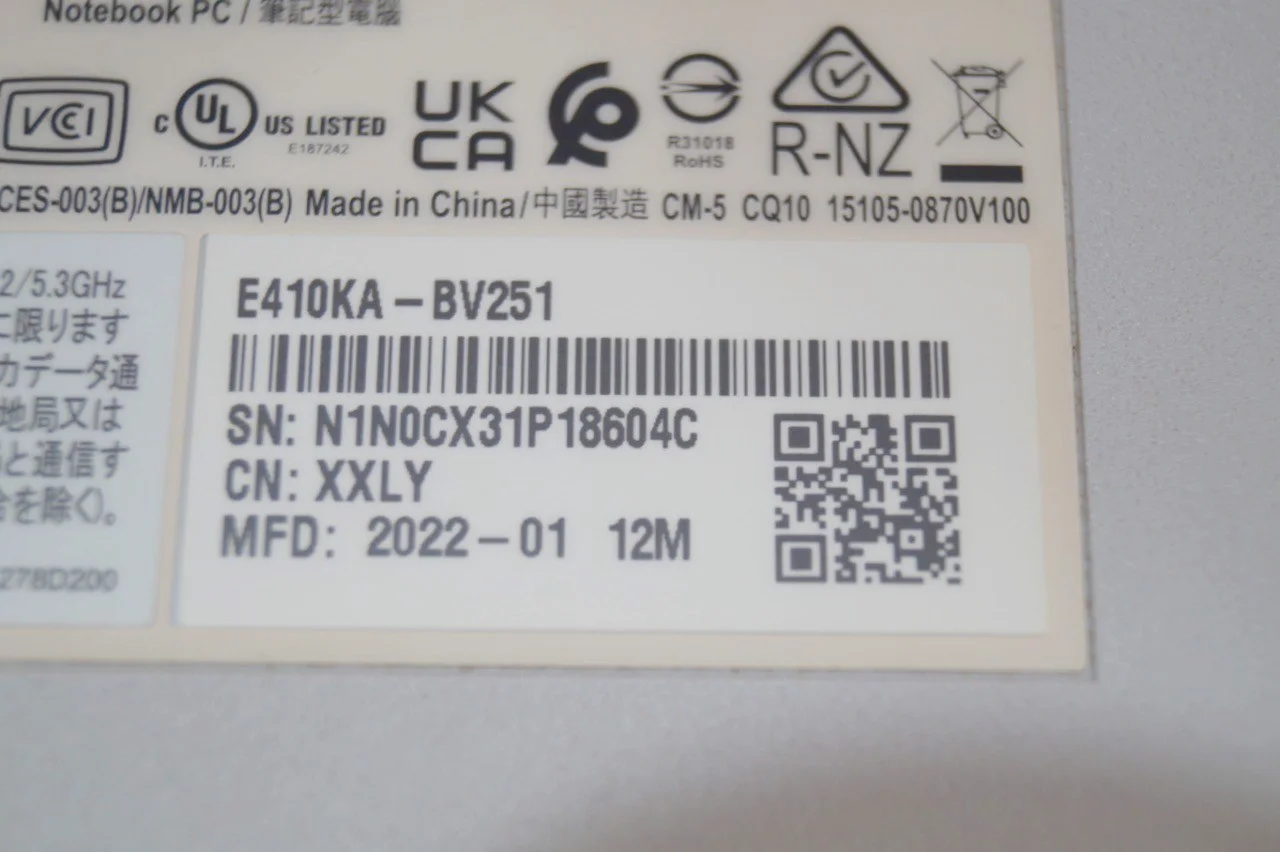 Notebook PC / 筆記型電腦
VCI
C UL US LISTED
I.T.E. E187242
UK
CA
R31018
RoHS
R-NZ
CES-003(B)/NMB-003(B) Made in China/中國製造 CM-5 CQ10 15105-0870V100
2/5.3GHz
に限ります
カデータ通
地局又は
と通信す
を除く)。
278D200
E410KA-BV251
SN: N1N0CX31P18604C
CN: XXLY
MFD: 2022-01 12M